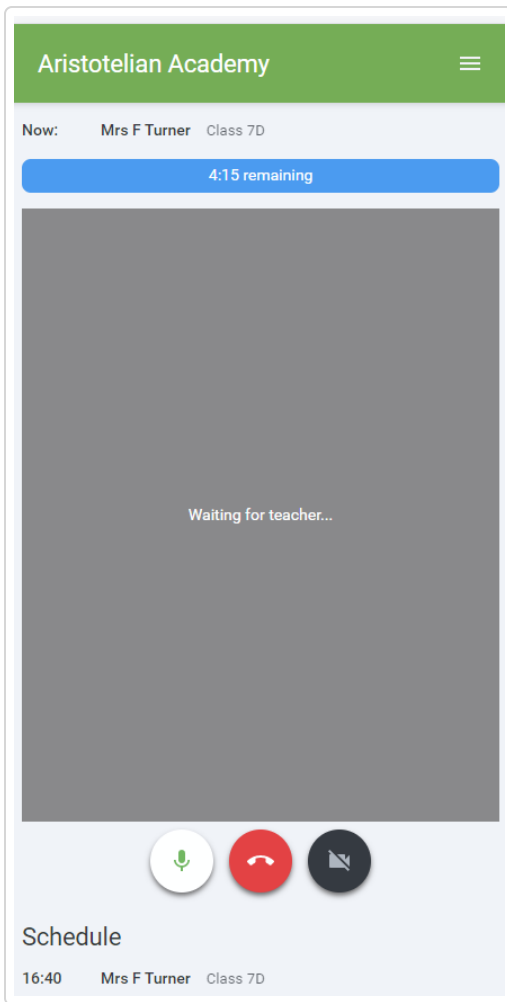 Aristotelian Academy
Now: Mrs F Turner Class 7D
4:15 remaining
Waiting for teacher...
Schedule
16:40 Mrs F Turner Class 7D